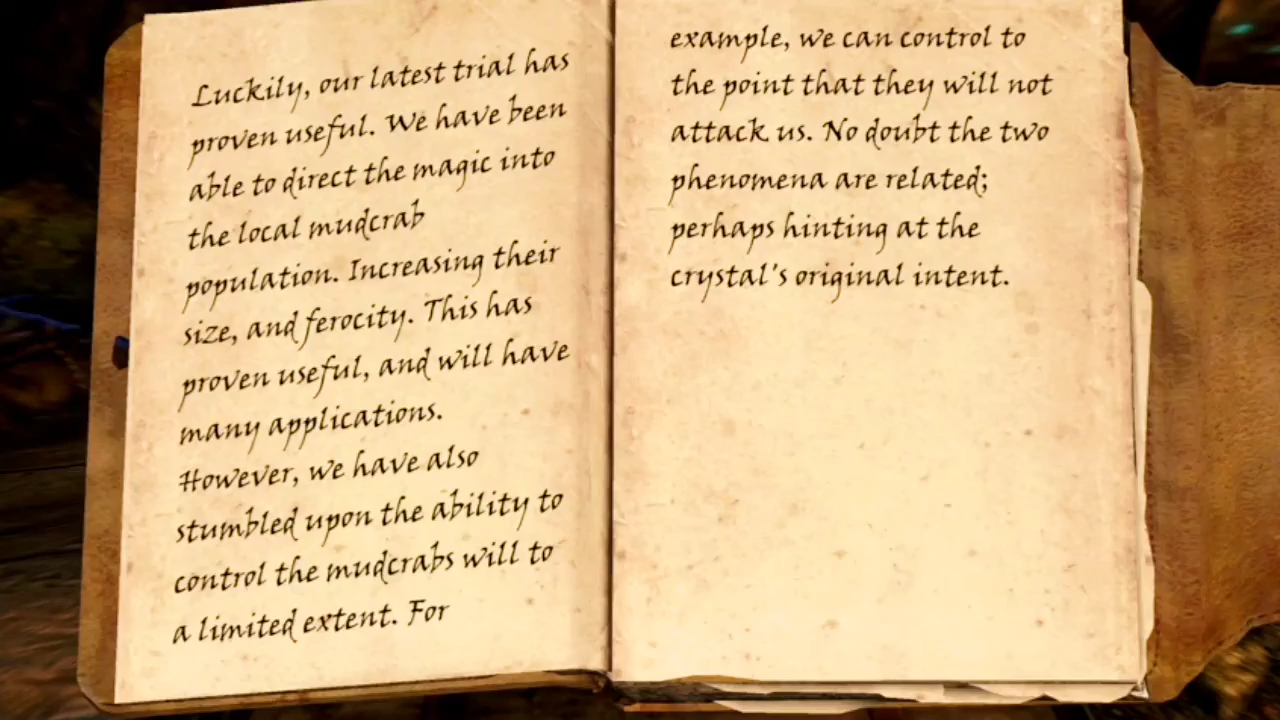 Luckily, our latest trial has
proven useful. We have been
able to direct the magic into
the local mudcrab
population. Increasing their
size, and ferocity. This has
proven useful, and will have
many applications.
However, we have also
stumbled upon the ability to
control the mudcrabs will to
a limited extent. For
example, we can control to
the point that they will not
attack us. No doubt the two
phenomena are related;
perhaps hinting at the
crystal's original intent.